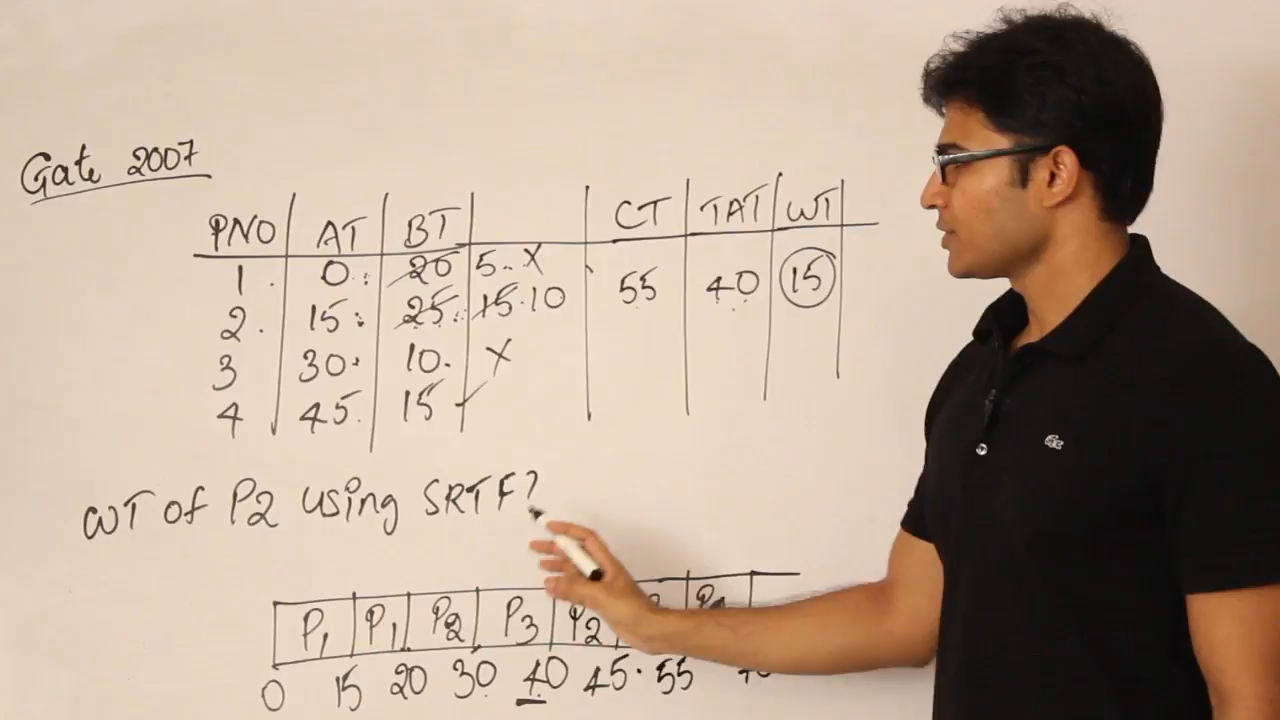 Gate 2007
PNO AT BT CT TAT WT
1 0 20 5 X 55 40 15
2 15 25 15 10
3 30 10 X
4 45 15
WT of P2 using SRTF?
P1 P1 P2 P3 P2
0 15 20 30 40 45 55